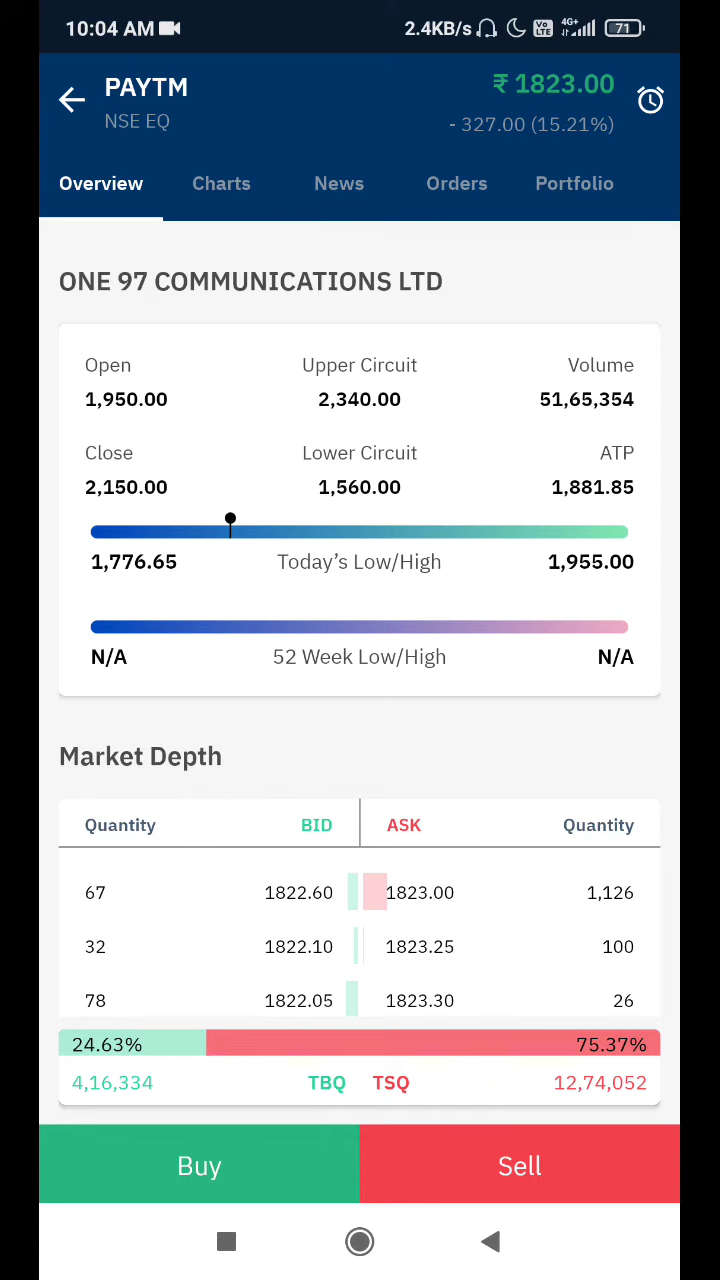 10:04 AM 2.4KB/s Vo LTE 4G+ 71
PAYTM ₹ 1823.00
NSE EQ - 327.00 (15.21%)
Overview Charts News Orders Portfolio
ONE 97 COMMUNICATIONS LTD
Open Upper Circuit Volume
1,950.00 2,340.00 51,65,354
Close Lower Circuit ATP
2,150.00 1,560.00 1,881.85
1,776.65 Today’s Low/High 1,955.00
N/A 52 Week Low/High N/A
Market Depth
Quantity BID ASK Quantity
67 1822.60 1823.00 1,126
32 1822.10 1823.25 100
78 1822.05 1823.30 26
24.63% 75.37%
4,16,334 TBQ TSQ 12,74,052
Buy Sell